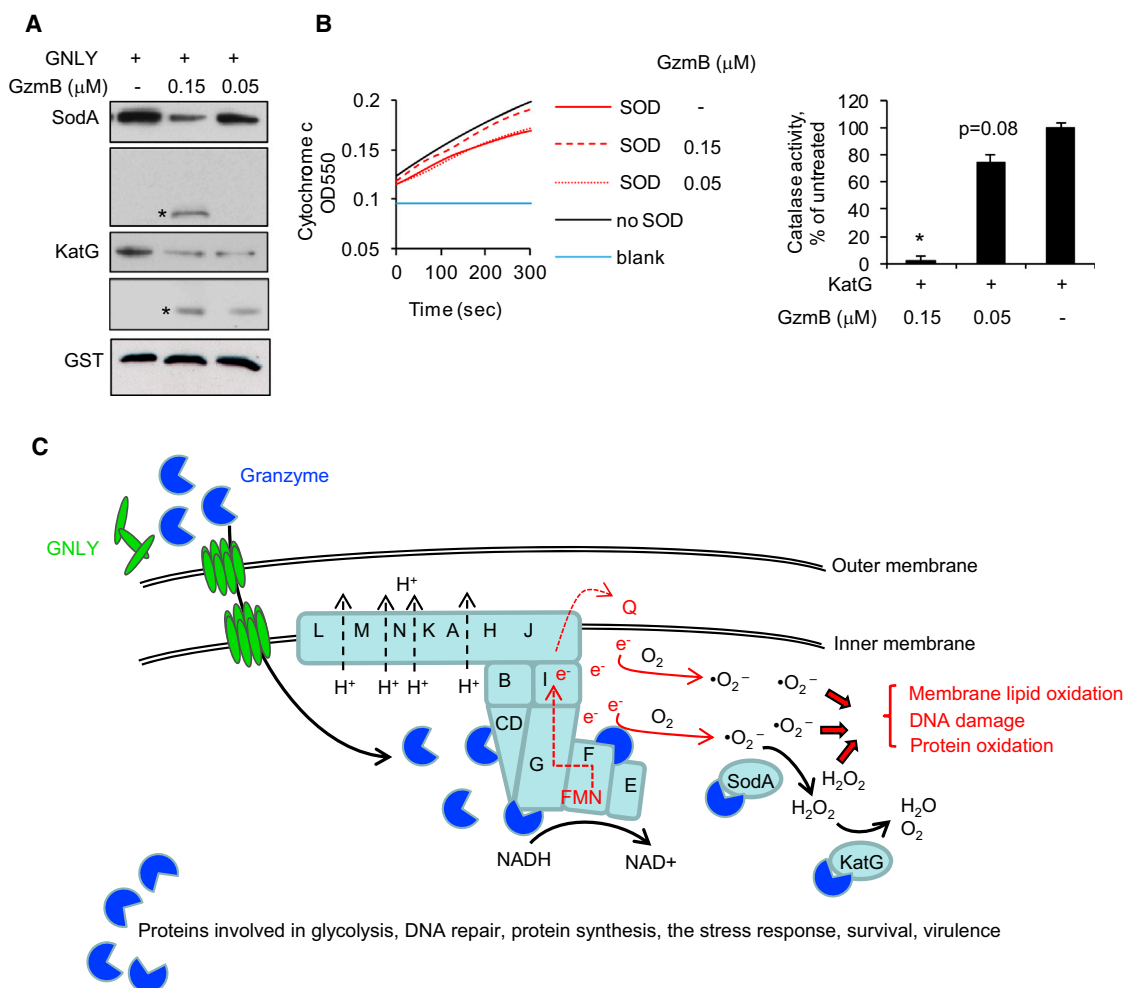 A
GNLY + + +
GzmB (μM) - 0.15 0.05
SodA
*
KatG
*
GST
B
GzmB (μM)
0.2
0.15
0.1
0.05
Cytochrome c
OD550
0 100 200 300
Time (sec)
SOD -
SOD 0.15
SOD 0.05
no SOD
blank
Catalase activity,
% of untreated
120
100
80
60
40
20
0
p=0.08
*
KatG + + +
GzmB (μM) 0.15 0.05 -
C
Granzyme
GNLY
Outer membrane
H⁺
Q
L M N K A H J
Inner membrane
H⁺ H⁺ H⁺ H⁺
B I e⁻ e⁻ e⁻ O₂ •O₂⁻ •O₂⁻
Membrane lipid oxidation
DNA damage
Protein oxidation
CD e⁻ e⁻ O₂ •O₂⁻ •O₂⁻
G F E
FMN
SodA
H₂O₂
H₂O₂
H₂O
O₂
NADH NAD+
KatG
Proteins involved in glycolysis, DNA repair, protein synthesis, the stress response, survival, virulence